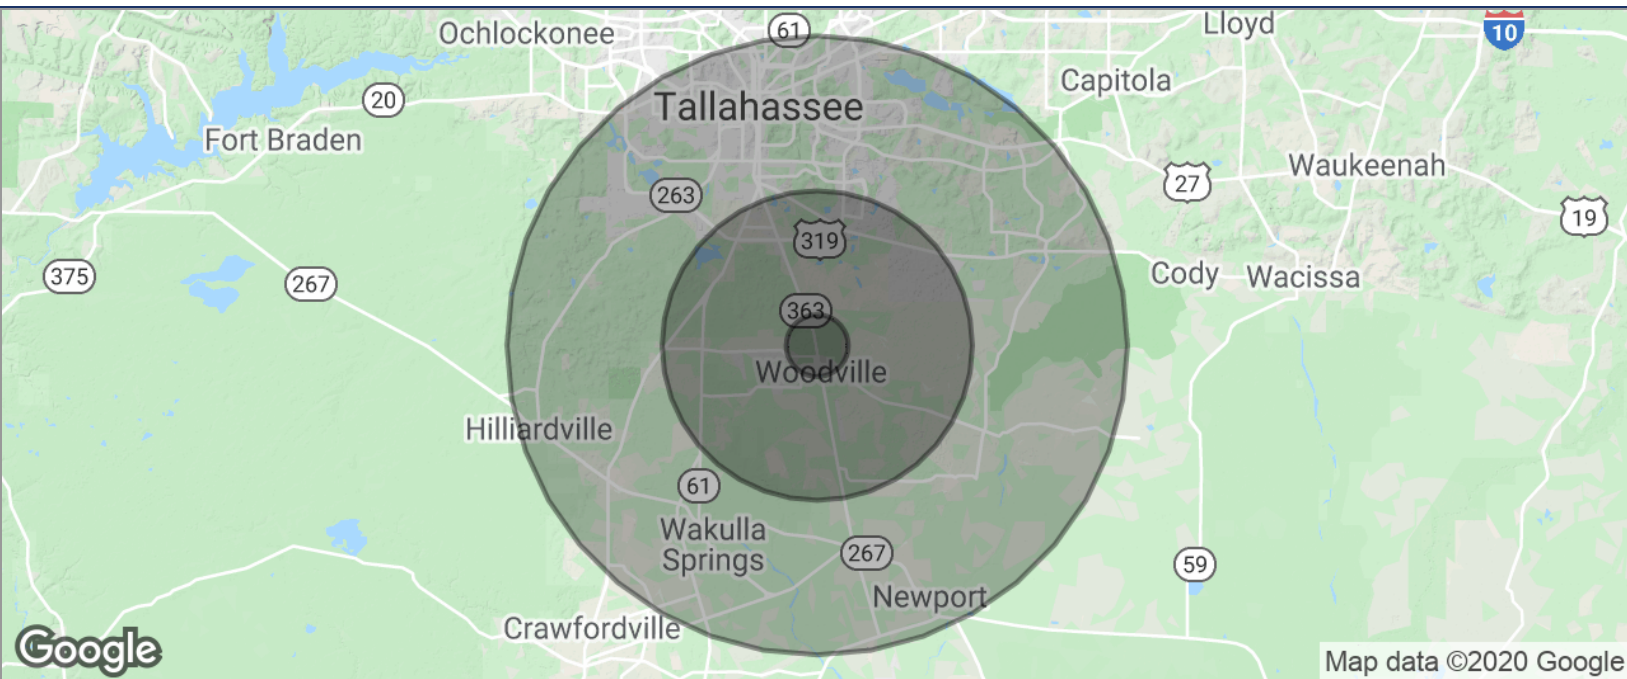 Ochlockonee
61
Lloyd
10
Capitola
20
Tallahassee
Fort Braden
Waukeenah
27
263
19
319
375
267
Cody
Wacissa
363
Woodville
Hilliardville
61
Wakulla
Springs
267
59
Newport
Crawfordville
Google
Map data ©2020 Google